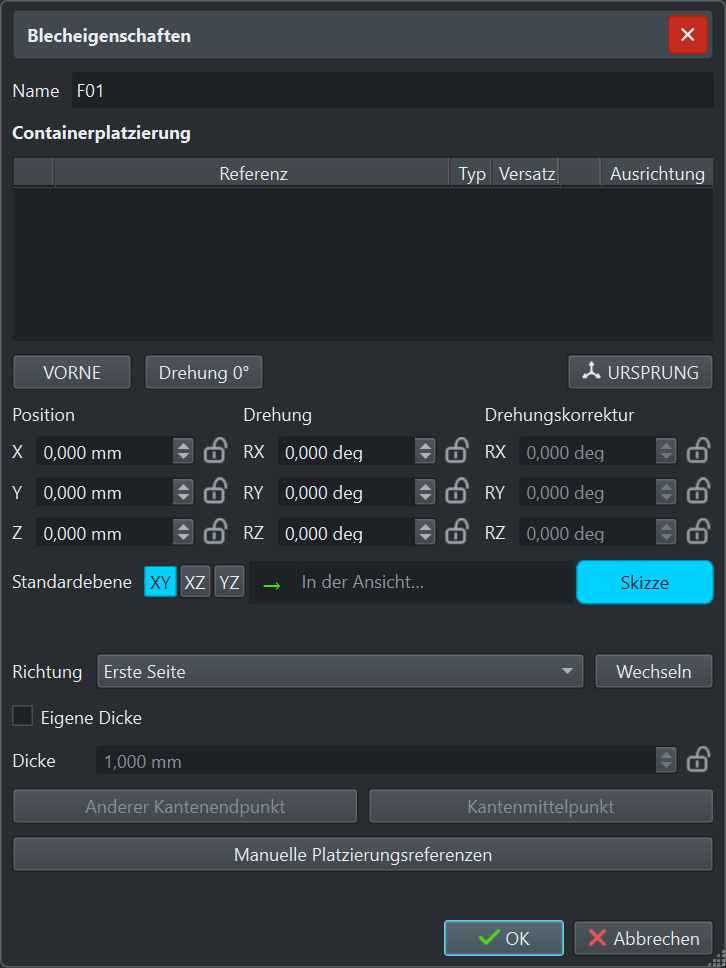 Blecheigenschaften
Name F01
Containerplatzierung
Referenz Typ Versatz Ausrichtung
VORNE Drehung 0° URSPRUNG
Position Drehung Drehungskorrektur
X 0,000 mm RX 0,000 deg RX 0,000 deg
Y 0,000 mm RY 0,000 deg RY 0,000 deg
Z 0,000 mm RZ 0,000 deg RZ 0,000 deg
Standardebene XY XZ YZ → In der Ansicht... Skizze
Richtung Erste Seite Wechseln
Eigene Dicke
Dicke 1,000 mm
Anderer Kantenendpunkt Kantenmittelpunkt
Manuelle Platzierungsreferenzen
OK Abbrechen